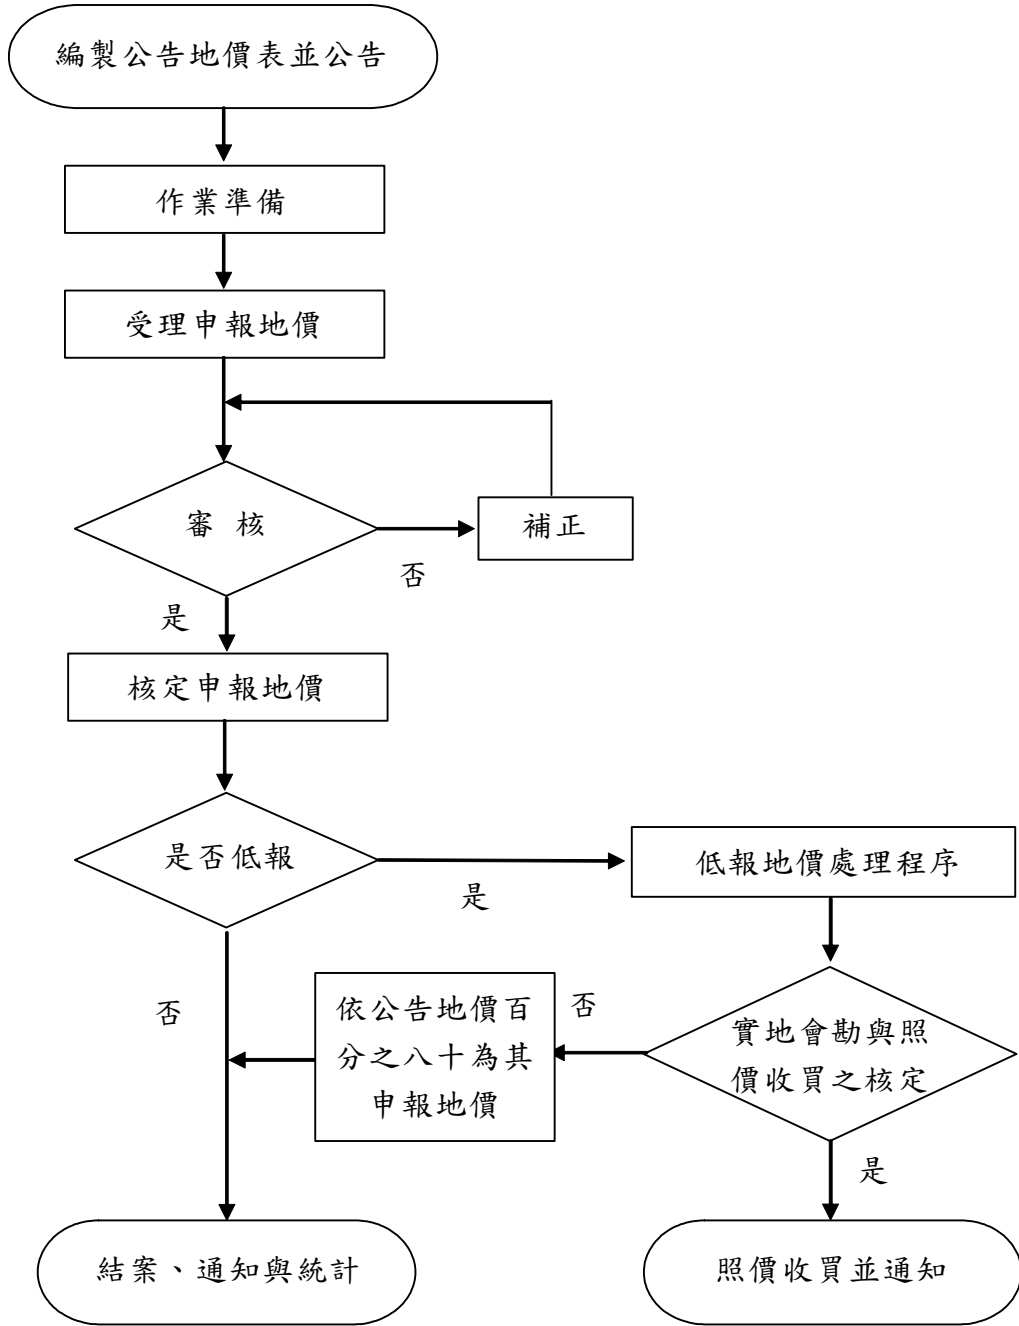 編製公告地價表並公告
作業準備
受理申報地價
審 核
補正
否
是
核定申報地價
是否低報
低報地價處理程序
是
否
依公告地價百
分之八十為其
申報地價
否
實地會勘與照
價收買之核定
是
結案、通知與統計
照價收買並通知